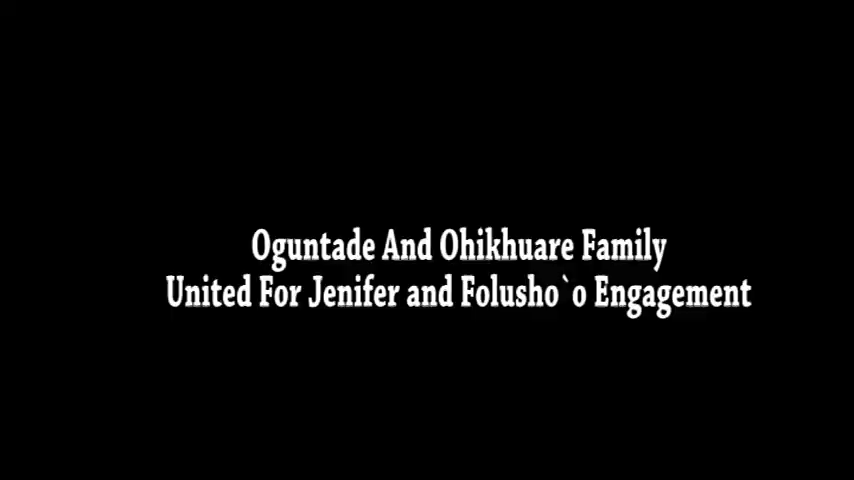 Oguntade And Ohikhuare Family
United For Jenifer and Folusho`o Engagement